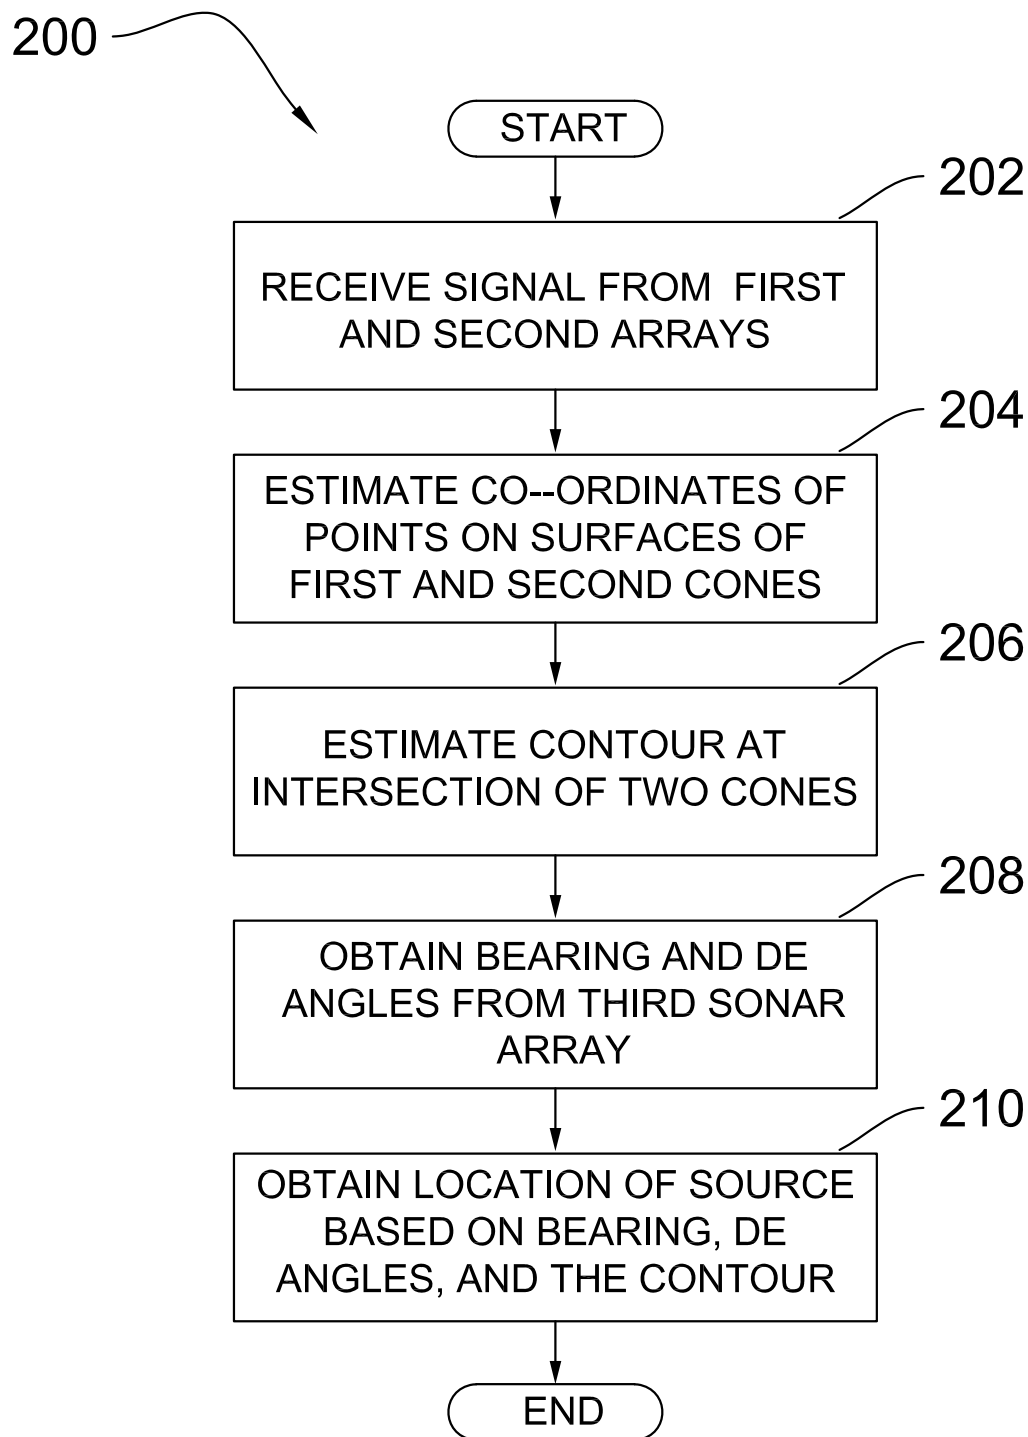 200
START
202
RECEIVE SIGNAL FROM FIRST
AND SECOND ARRAYS
204
ESTIMATE CO--ORDINATES OF
POINTS ON SURFACES OF
FIRST AND SECOND CONES
206
ESTIMATE CONTOUR AT
INTERSECTION OF TWO CONES
208
OBTAIN BEARING AND DE
ANGLES FROM THIRD SONAR
ARRAY
210
OBTAIN LOCATION OF SOURCE
BASED ON BEARING, DE
ANGLES, AND THE CONTOUR
END